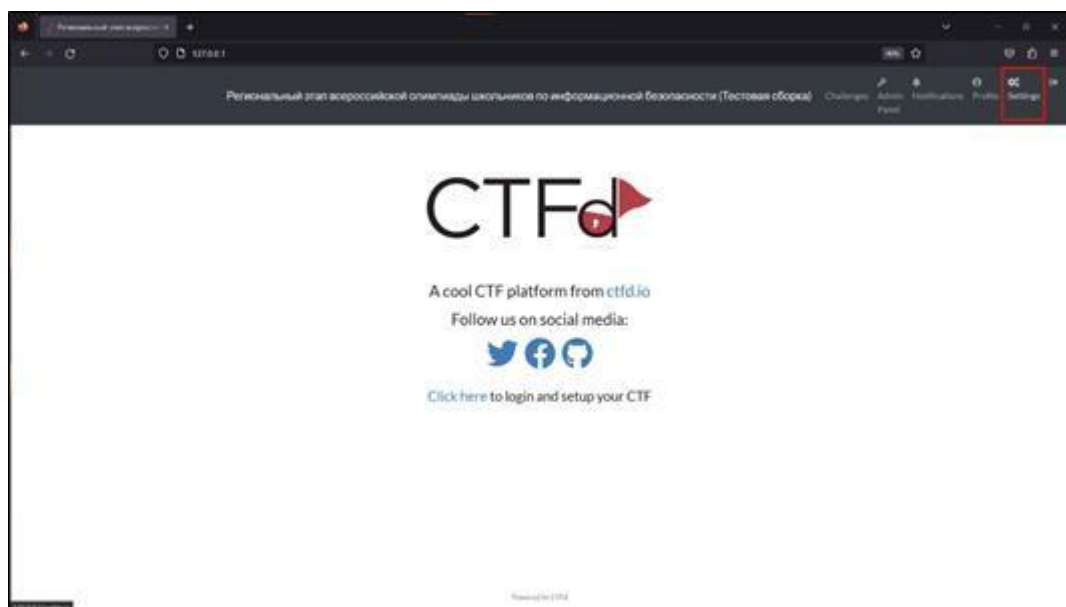 127.0.0.1
Региональный этап всероссийской олимпиады школьников по информационной безопасности (Тестовая сборка)
Challenges
Admin
Panel
Notifications
Profile
Settings
CTFd
A cool CTF platform from ctfd.io
Follow us on social media:
Click here to login and setup your CTF
Powered by CTFd